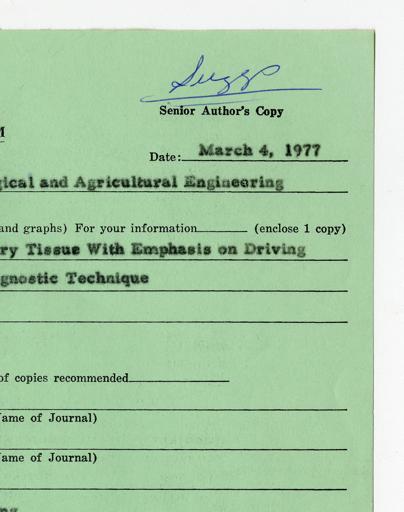 Suggs
Senior Author's Copy
M
Date: March 4, 1977
gical and Agricultural Engineering
and graphs) For your information (enclose 1 copy)
ry Tissue With Emphasis on Driving
gnostic Technique
of copies recommended
ame of Journal)
ame of Journal)